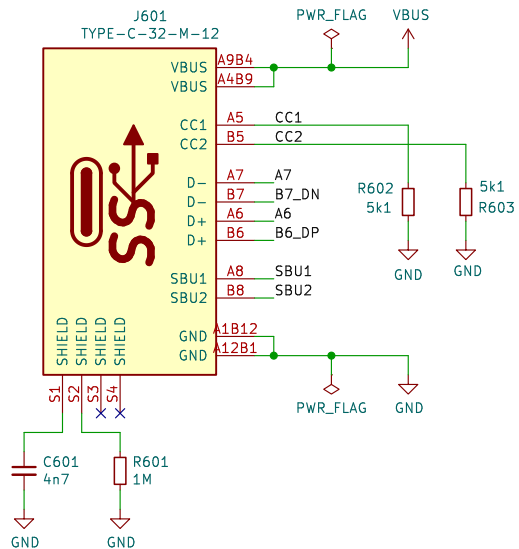 J601
TYPE-C-32-M-12
PWR_FLAG
VBUS
VBUS
A9B4
VBUS
A4B9
CC1
A5
CC1
CC2
B5
CC2
D-
A7
A7
D-
B7
B7_DN
D+
A6
A6
D+
B6
B6_DP
SS
SBU1
A8
SBU1
SBU2
B8
SBU2
R602
5k1
5k1
R603
GND
GND
GND
A1B12
GND
A12B1
SHIELD
SHIELD
SHIELD
SHIELD
S1
S2
S3
S4
PWR_FLAG
GND
C601
4n7
R601
1M
GND
GND